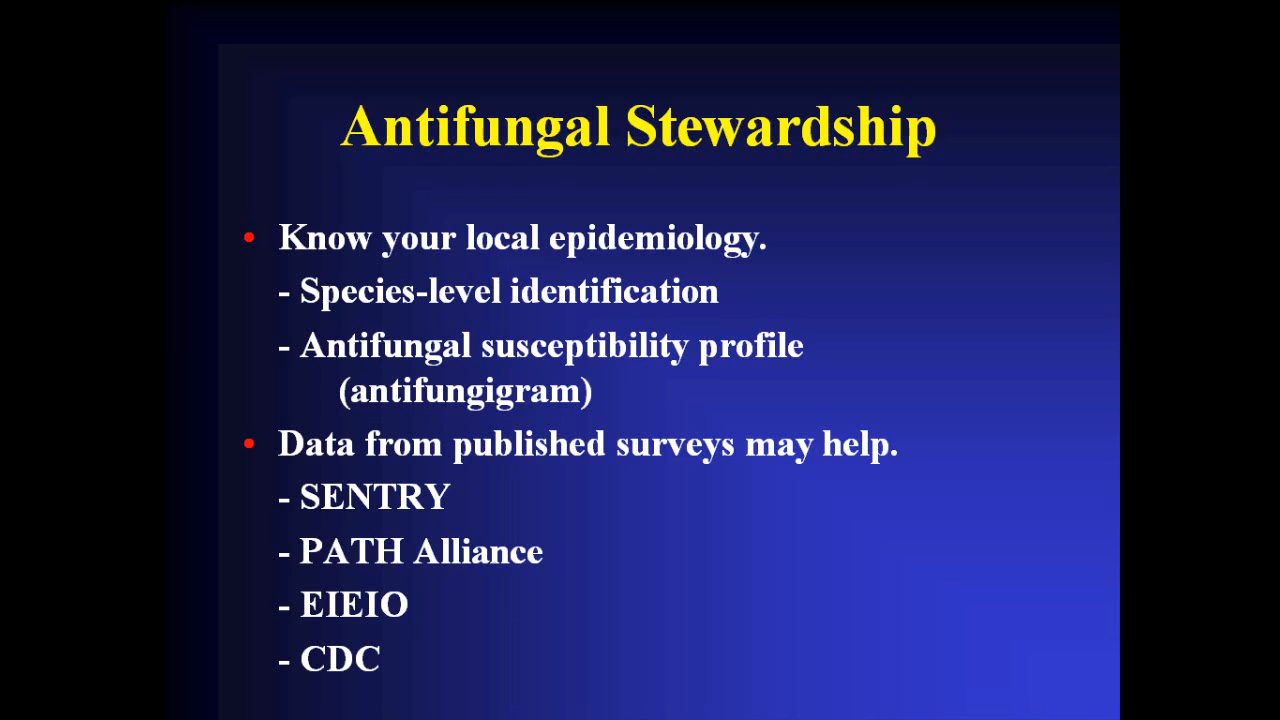 Antifungal Stewardship
• Know your local epidemiology.
- Species-level identification
- Antifungal susceptibility profile
(antifungigram)
• Data from published surveys may help.
- SENTRY
- PATH Alliance
- EIEIO
- CDC